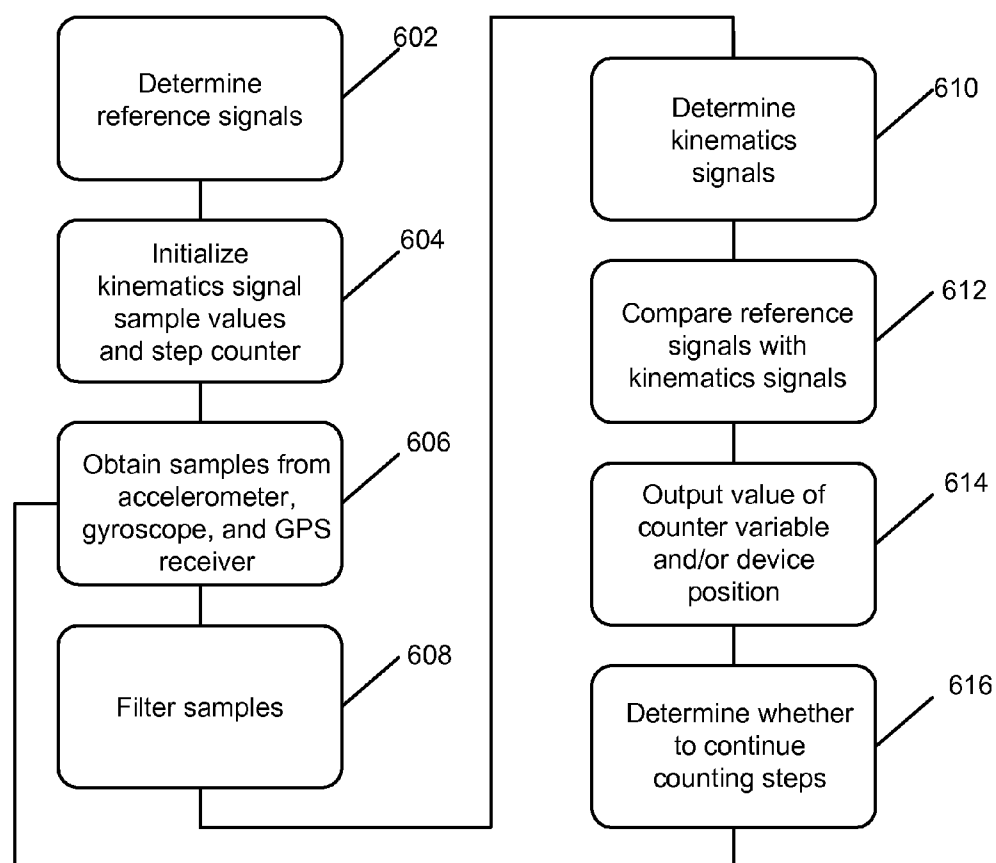 602
Determine
reference signals
604
Initialize
kinematics signal
sample values
and step counter
606
Obtain samples from
accelerometer,
gyroscope, and GPS
receiver
608
Filter samples
610
Determine
kinematics
signals
612
Compare reference
signals with
kinematics signals
614
Output value of
counter variable
and/or device
position
616
Determine whether
to continue
counting steps